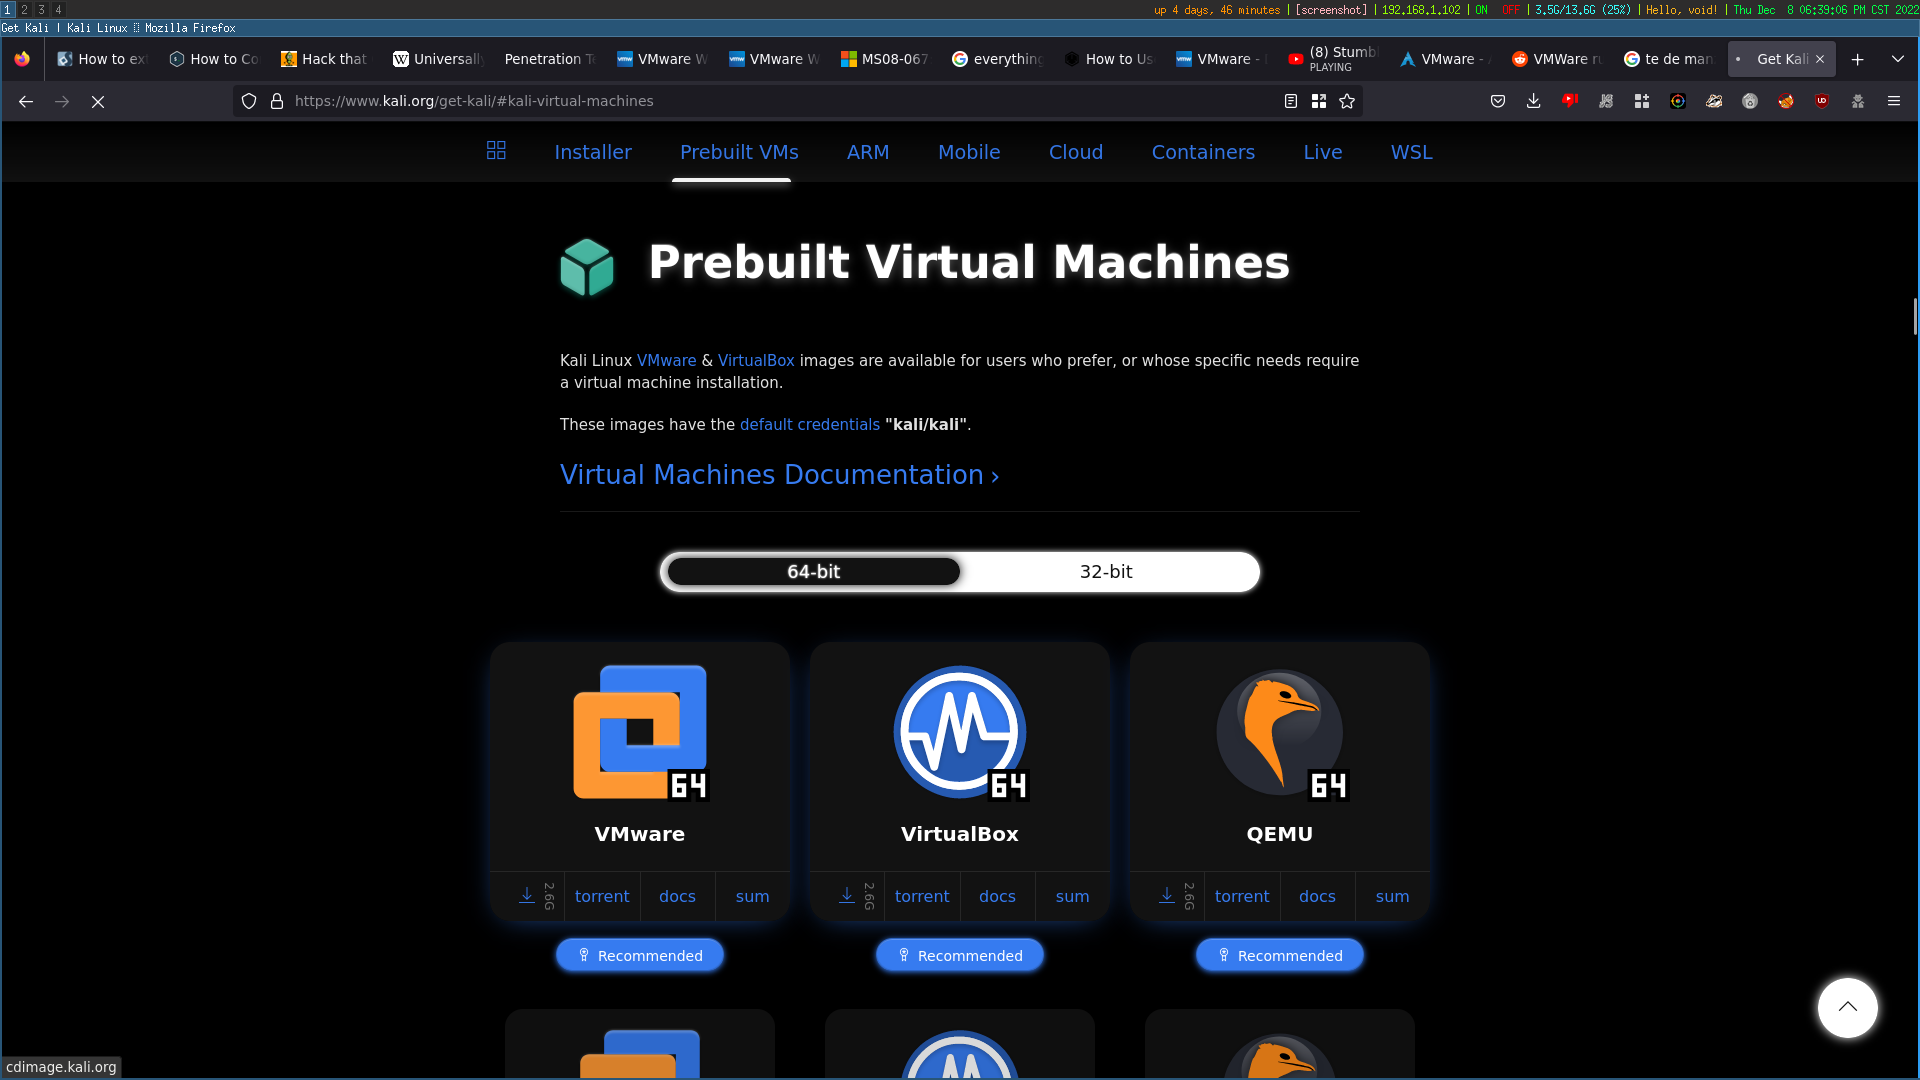 1 2 3 4
up 4 days, 46 minutes | [screenshot] | 192.168.1.102 | ON OFF | 3.5G/13.6G (25%) | Hello, void! | Thu Dec 8 06:39:06 PM CST 2022
Get Kali | Kali Linux Mozilla Firefox
How to ex
How to Co
Hack that
Universally
Penetration Te
VMware W
VMware W
MS08-067
everything
How to Us
VMware -
(8) Stumbl
PLAYING
VMware - A
VMWare ru
te de man
Get Kali
https://www.kali.org/get-kali/#kali-virtual-machines
Installer Prebuilt VMs ARM Mobile Cloud Containers Live WSL
Prebuilt Virtual Machines
Kali Linux VMware & VirtualBox images are available for users who prefer, or whose specific needs require
a virtual machine installation.
These images have the default credentials "kali/kali".
Virtual Machines Documentation ›
64-bit 32-bit
64 64 64
VMware VirtualBox QEMU
2.6G torrent docs sum 2.6G torrent docs sum 2.6G torrent docs sum
Recommended Recommended Recommended
cdimage.kali.org